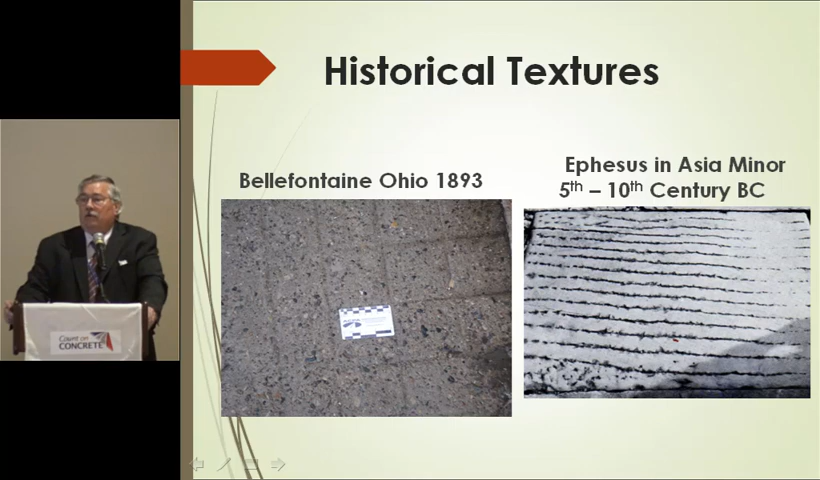 Historical Textures
Bellefontaine Ohio 1893
Ephesus in Asia Minor
5th – 10th Century BC
Count on
CONCRETE